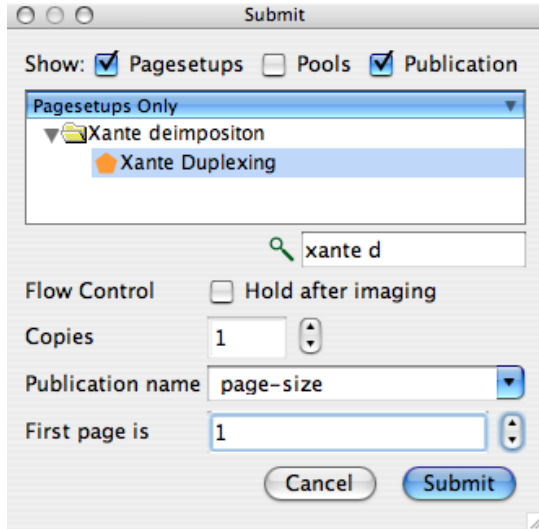 Submit
Show: Pagesetups Pools Publication
Pagesetups Only
Xante deimpositon
Xante Duplexing
xante d
Flow Control Hold after imaging
Copies 1
Publication name page-size
First page is 1
Cancel Submit